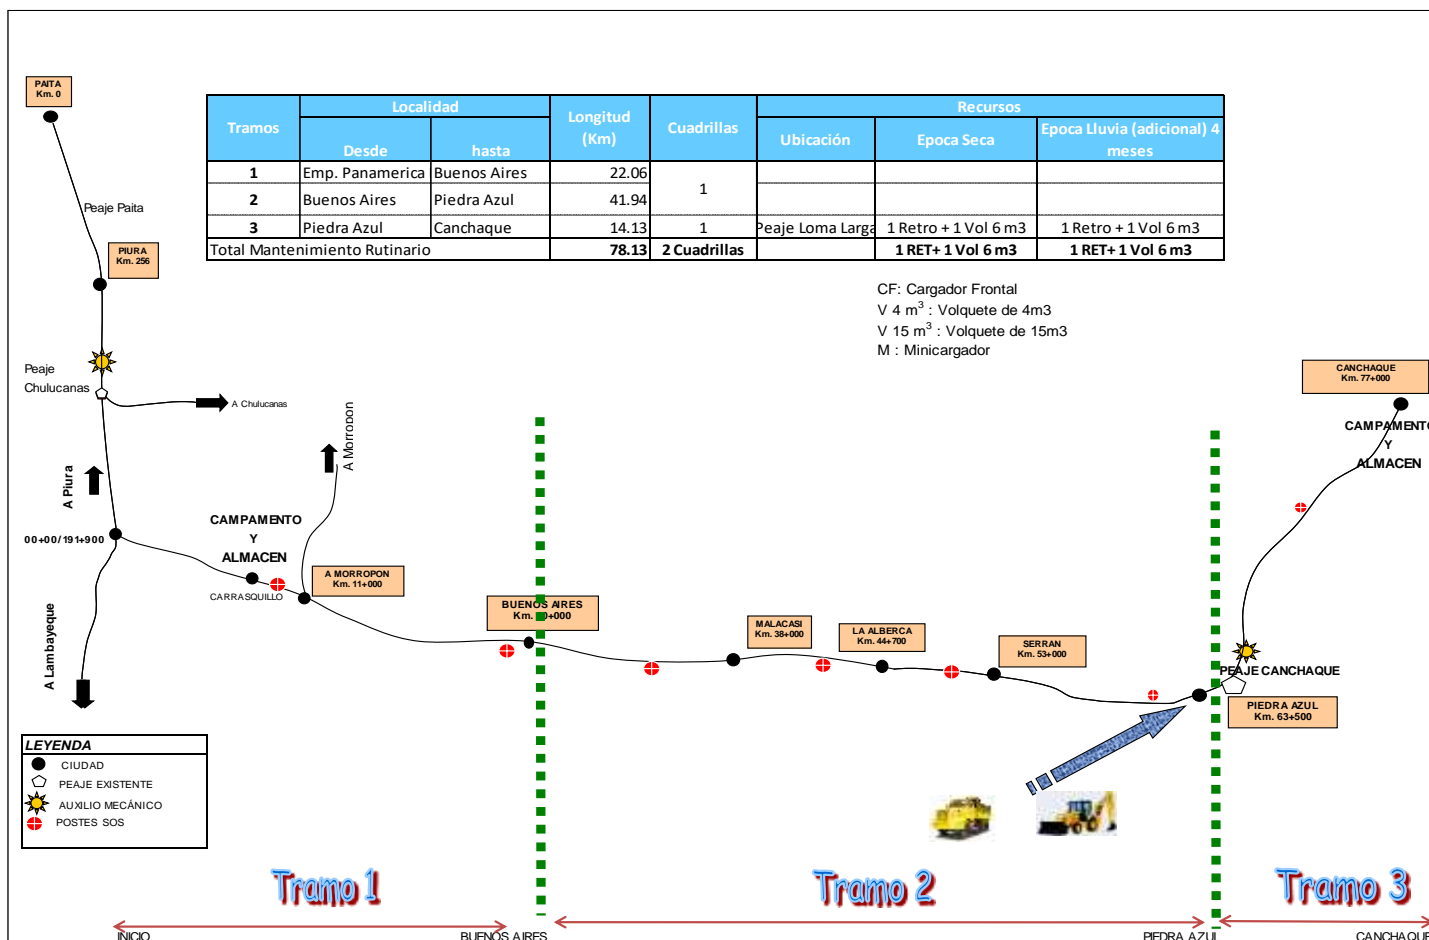 PAITA
Km. 0
Peaje Paita
PIURA
Km. 256
Peaje
Chulucanas
A Chulucanas
A Piura
00+00/191+900
A Lambayeque
Tramos
Localidad
Desde
hasta
Longitud
(Km)
Cuadrillas
Recursos
Ubicación
Epoca Seca
Epoca Lluvia (adicional) 4
meses
1 Emp. Panamerica Buenos Aires 22.06
1
2 Buenos Aires Piedra Azul 41.94
3 Piedra Azul Canchaque 14.13 1 Peaje Loma Larga 1 Retro + 1 Vol 6 m3 1 Retro + 1 Vol 6 m3
Total Mantenimiento Rutinario 78.13 2 Cuadrillas 1 RET+ 1 Vol 6 m3 1 RET+ 1 Vol 6 m3
CF: Cargador Frontal
V 4 m³ : Volquete de 4m3
V 15 m³ : Volquete de 15m3
M : Minicargador
CANCHAQUE
Km. 77+000
CAMPAMENTO
Y
ALMACEN
A Morropon
CAMPAMENTO
Y
ALMACEN
CARRASQUILLO
A MORROPON
Km. 11+000
BUENOS AIRES
MALACASI
Km. 38+000
LA ALBERCA
Km. 44+700
SERRAN
Km. 53+000
PEAJE CANCHAQUE
PIEDRA AZUL
Km. 63+500
LEYENDA
CIUDAD
PEAJE EXISTENTE
AUXILIO MECÁNICO
POSTES SOS
Tramo 1
Tramo 2
Tramo 3
INICIO
BUENOS AIRES
PIEDRA AZUL
CANCHAQUE